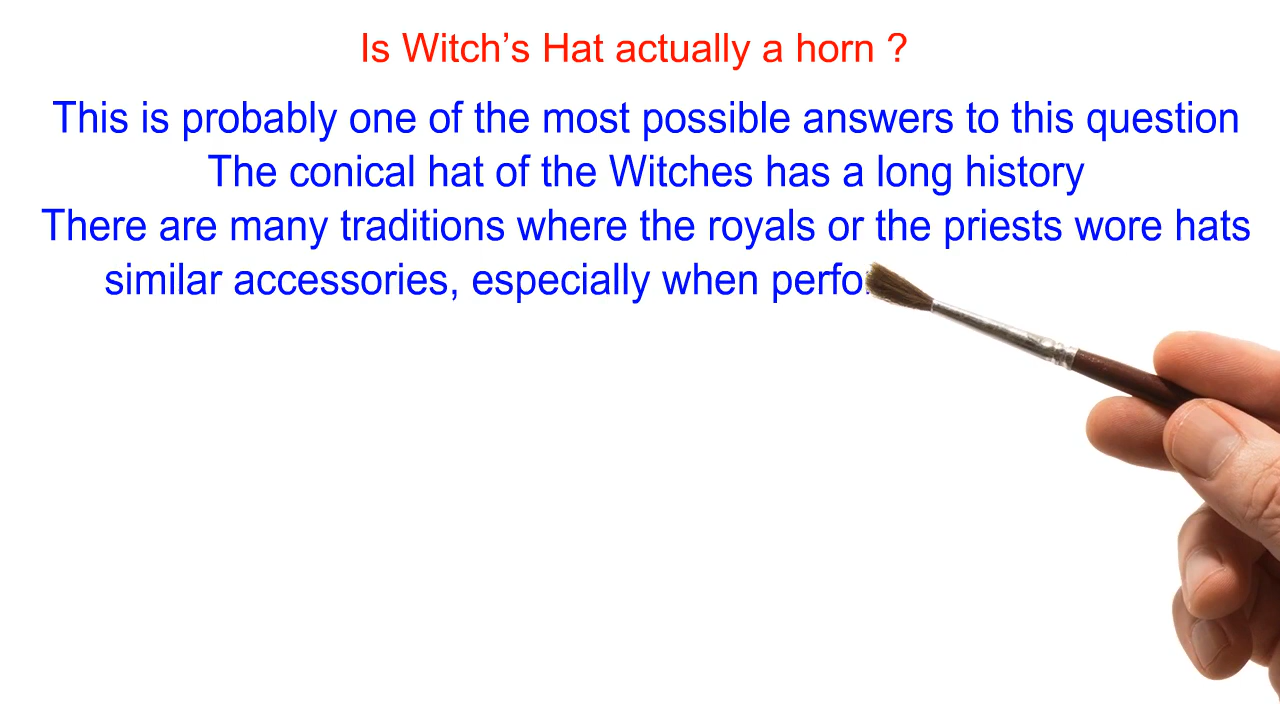 Is Witch’s Hat actually a horn ?
This is probably one of the most possible answers to this question
The conical hat of the Witches has a long history
There are many traditions where the royals or the priests wore hats
similar accessories, especially when